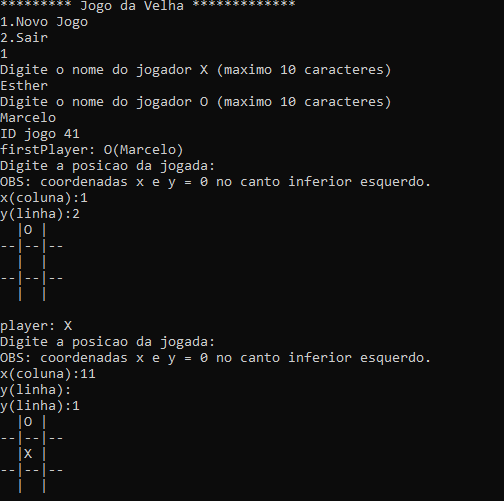 ********* Jogo da Velha *************
1.Novo Jogo
2.Sair
1
Digite o nome do jogador X (maximo 10 caracteres)
Esther
Digite o nome do jogador O (maximo 10 caracteres)
Marcelo
ID jogo 41
firstPlayer: O(Marcelo)
Digite a posicao da jogada:
OBS: coordenadas x e y = 0 no canto inferior esquerdo.
x(coluna):1
y(linha):2
  |O |
--|--|--
  |  |
--|--|--
  |  |
player: X
Digite a posicao da jogada:
OBS: coordenadas x e y = 0 no canto inferior esquerdo.
x(coluna):11
y(linha):
y(linha):1
  |O |
--|--|--
  |X |
--|--|--
  |  |